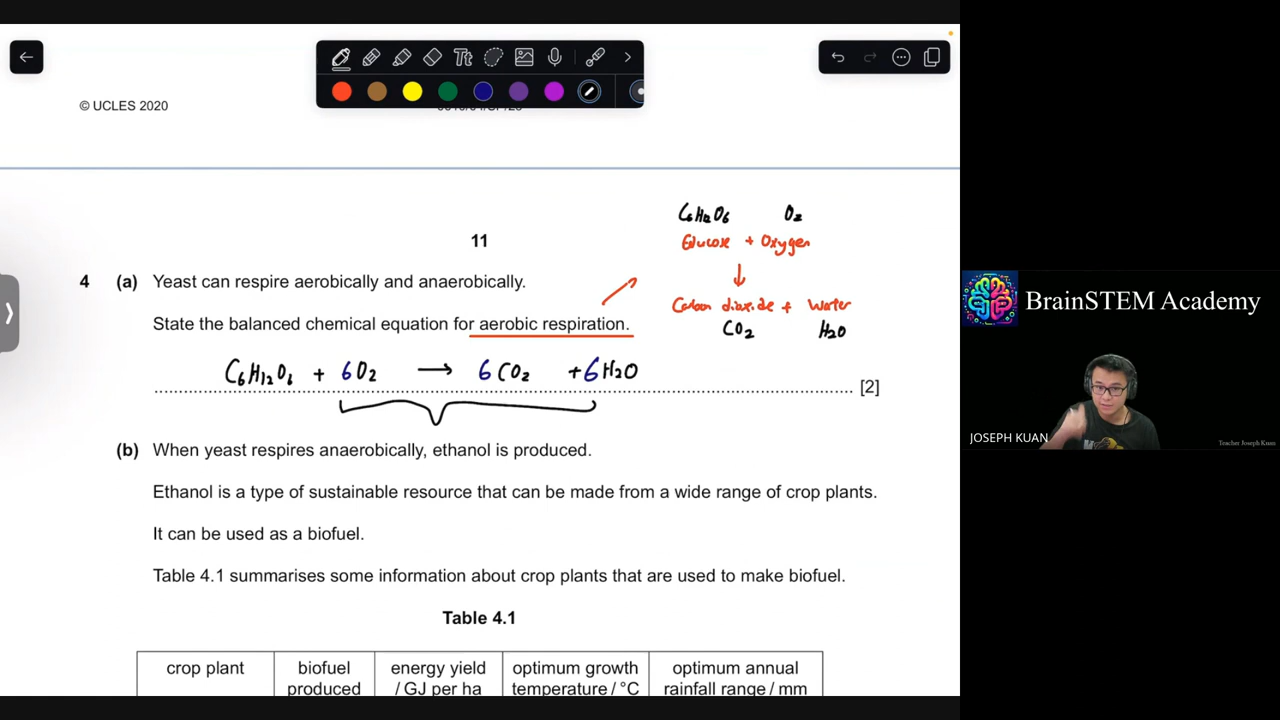 Tt
© UCLES 2020
11
C6H12O6 O2
Glucose + Oxygen
↓
Carbon dioxide + Water
CO2 H2O
4 (a) Yeast can respire aerobically and anaerobically.
State the balanced chemical equation for aerobic respiration.
C6H12O6 + 6O2 → 6CO2 + 6H2O
[2]
(b) When yeast respires anaerobically, ethanol is produced.
Ethanol is a type of sustainable resource that can be made from a wide range of crop plants.
It can be used as a biofuel.
Table 4.1 summarises some information about crop plants that are used to make biofuel.
Table 4.1
crop plant biofuel energy yield optimum growth optimum annual
produced / GJ per ha temperature / °C rainfall range / mm
BrainSTEM Academy
JOSEPH KUAN
Teacher Joseph Kuan